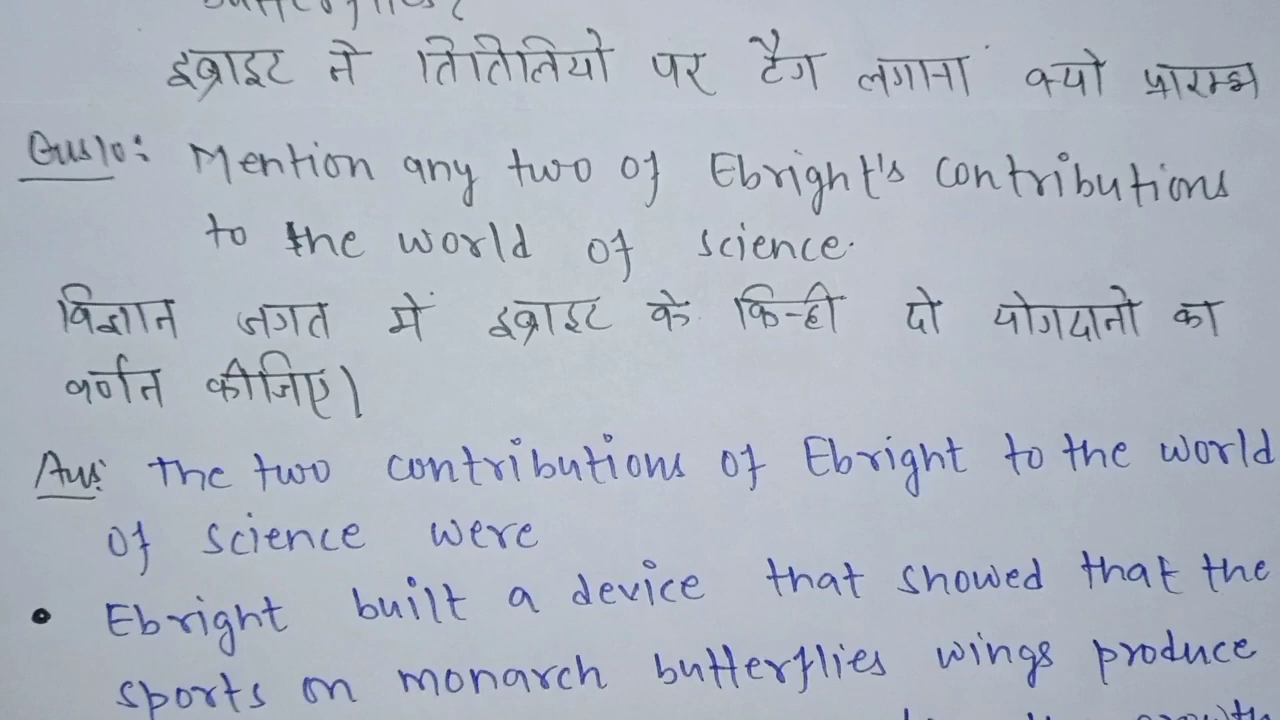 इब्राइट ने तितिलियो पर टैग लगाना क्यो प्रारम्भ
Qus10: Mention any two of Ebright's contributions
to the world of science.
विज्ञान जगत में इब्राइट के किन्ही दो योगदानो का
वर्णन कीजिए।
Ans: The two contributions of Ebright to the world
of science were
• Ebright built a device that showed that the
sports on monarch butterflies wings produce